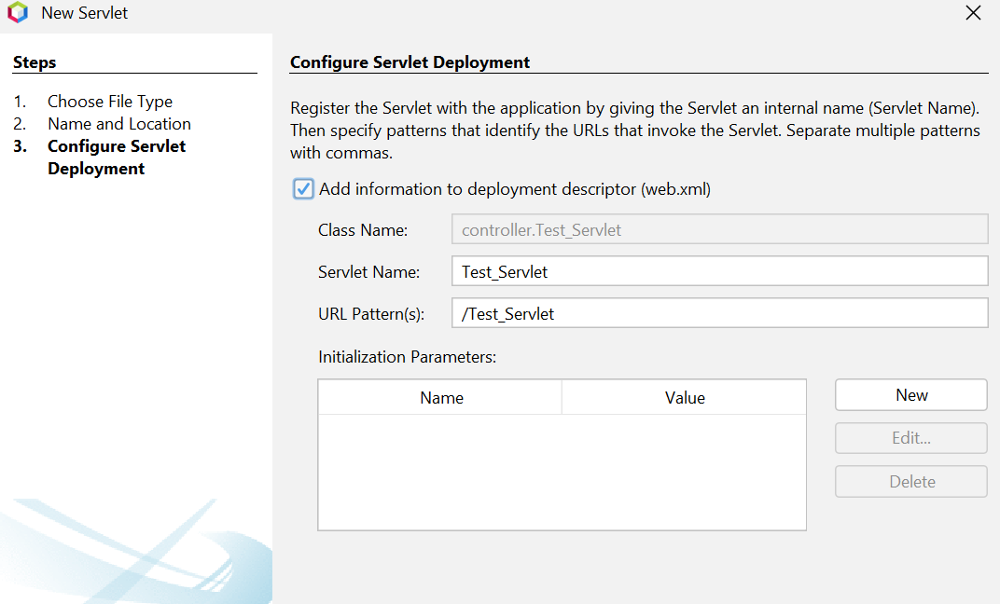 New Servlet
Steps
1. Choose File Type
2. Name and Location
3. Configure Servlet
Deployment
Configure Servlet Deployment
Register the Servlet with the application by giving the Servlet an internal name (Servlet Name).
Then specify patterns that identify the URLs that invoke the Servlet. Separate multiple patterns
with commas.
Add information to deployment descriptor (web.xml)
Class Name: controller.Test_Servlet
Servlet Name: Test_Servlet
URL Pattern(s): /Test_Servlet
Initialization Parameters:
Name Value
New
Edit...
Delete